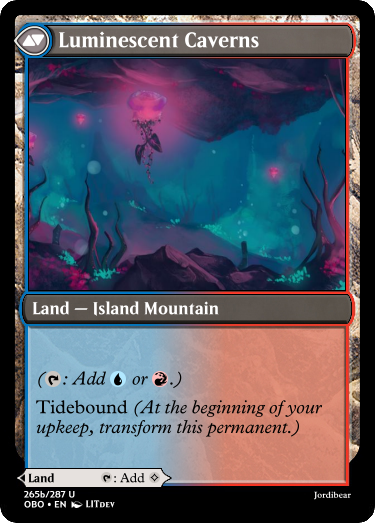 Luminescent Caverns
Land — Island Mountain
(: Add or .)
Tidebound (At the beginning of your
upkeep, transform this permanent.)
Land : Add
265b/287 U
OBO • EN LITDEV
Jordibear